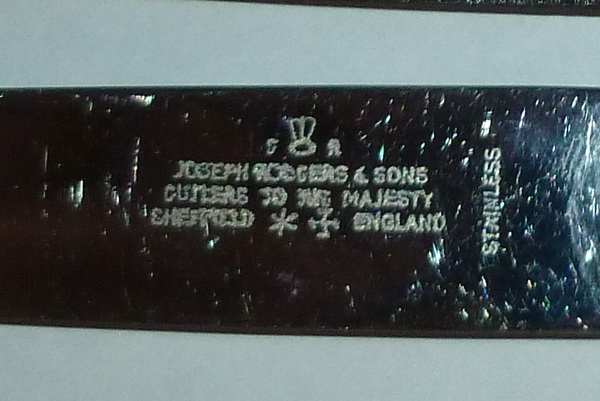 G R
JOSEPH RODGERS & SONS
CUTLERS TO HIS MAJESTY
SHEFFIELD ENGLAND
STAINLESS